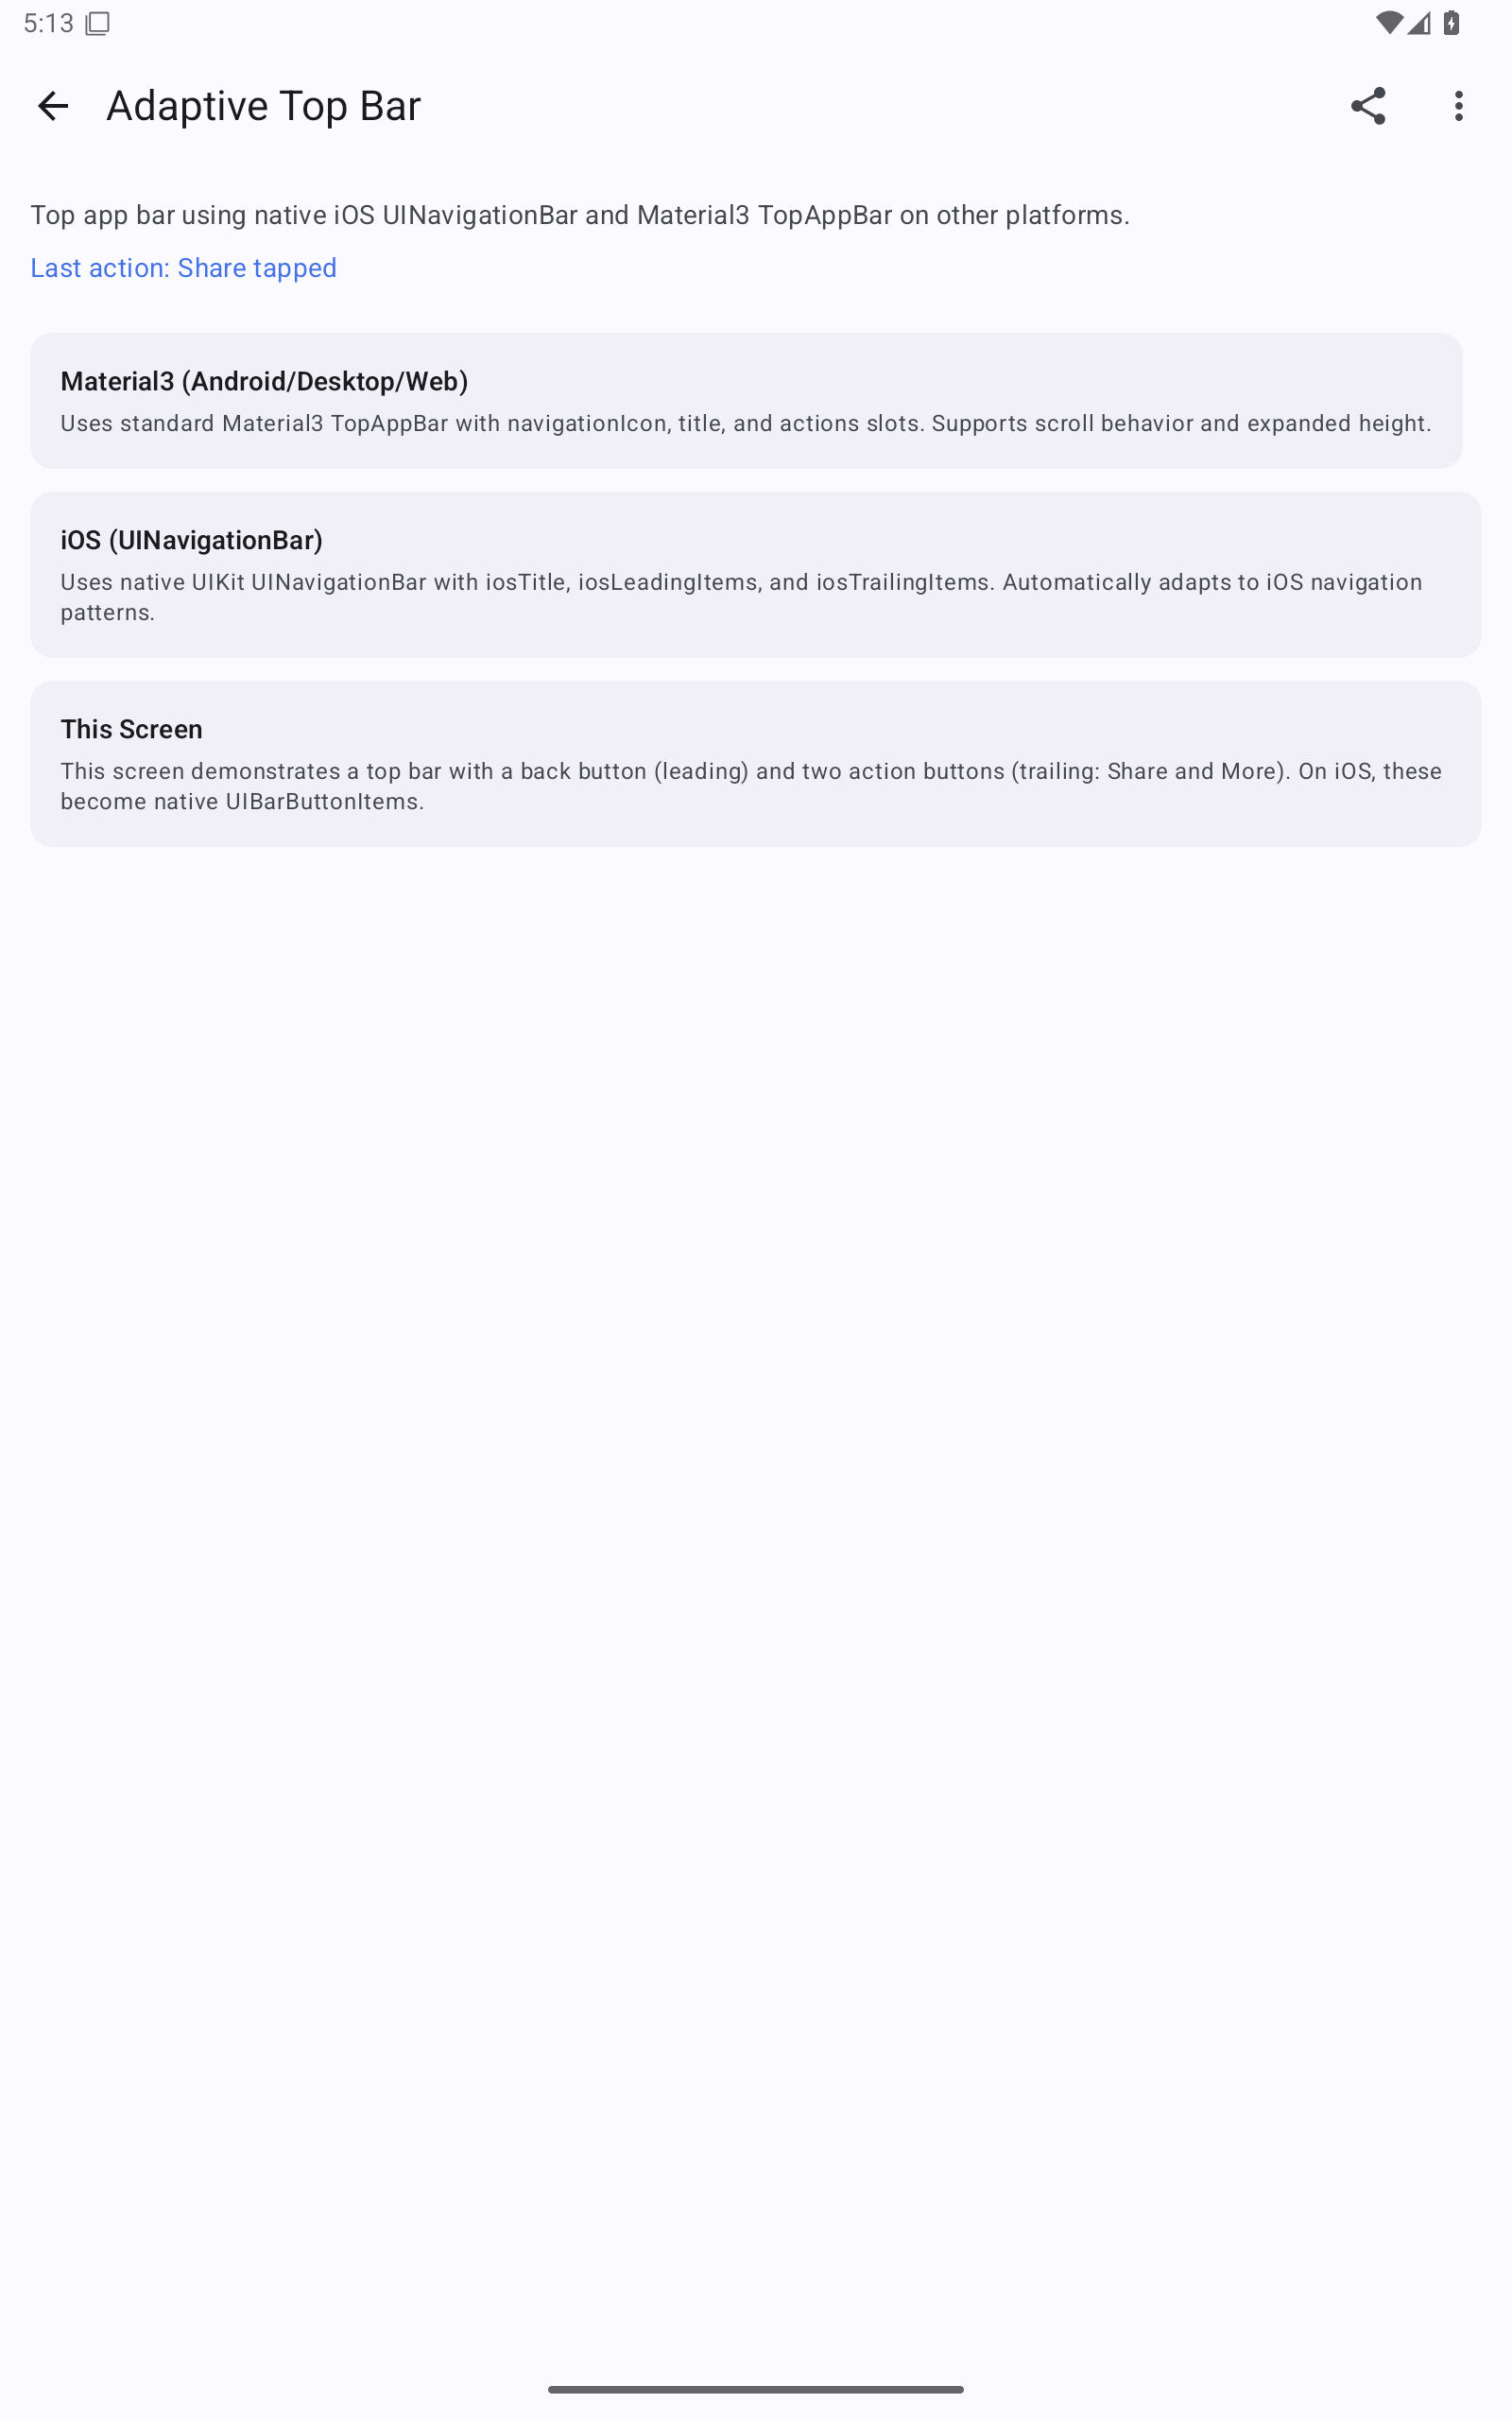 5:13
Adaptive Top Bar
Top app bar using native iOS UINavigationBar and Material3 TopAppBar on other platforms.
Last action: Share tapped
Material3 (Android/Desktop/Web)
Uses standard Material3 TopAppBar with navigationIcon, title, and actions slots. Supports scroll behavior and expanded height.
iOS (UINavigationBar)
Uses native UIKit UINavigationBar with iosTitle, iosLeadingItems, and iosTrailingItems. Automatically adapts to iOS navigation
patterns.
This Screen
This screen demonstrates a top bar with a back button (leading) and two action buttons (trailing: Share and More). On iOS, these
become native UIBarButtonItems.